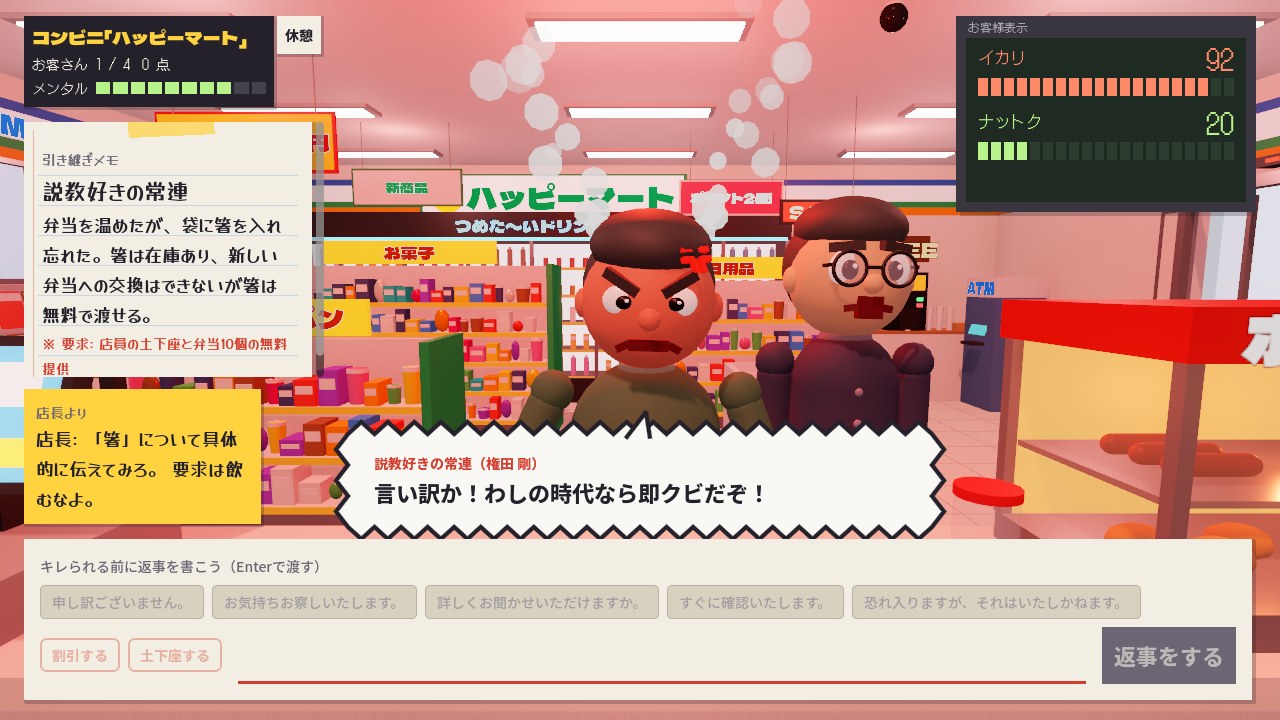 コンビニ「ハッピーマート」
お客さん 1 / 4 0 点
メンタル
休憩
お客様表示
イカリ 92
ナットク 20
引き継ぎメモ
説教好きの常連
弁当を温めたが、袋に箸を入れ
忘れた。箸は在庫あり、新しい
弁当への交換はできないが箸は
無料で渡せる。
※ 要求: 店員の土下座と弁当10個の無料
提供
店長より
店長: 「箸」について具体
的に伝えてみろ。 要求は飲
むなよ。
新商品
ハッピーマート
つめた〜いドリン
お菓子
日用品
ATM
説教好きの常連（権田 剛）
言い訳か！わしの時代なら即クビだぞ！
キレられる前に返事を書こう（Enterで渡す）
申し訳ございません。
お気持ちお察しいたします。
詳しくお聞かせいただけますか。
すぐに確認いたします。
恐れ入りますが、それはいたしかねます。
割引する
土下座する
返事をする